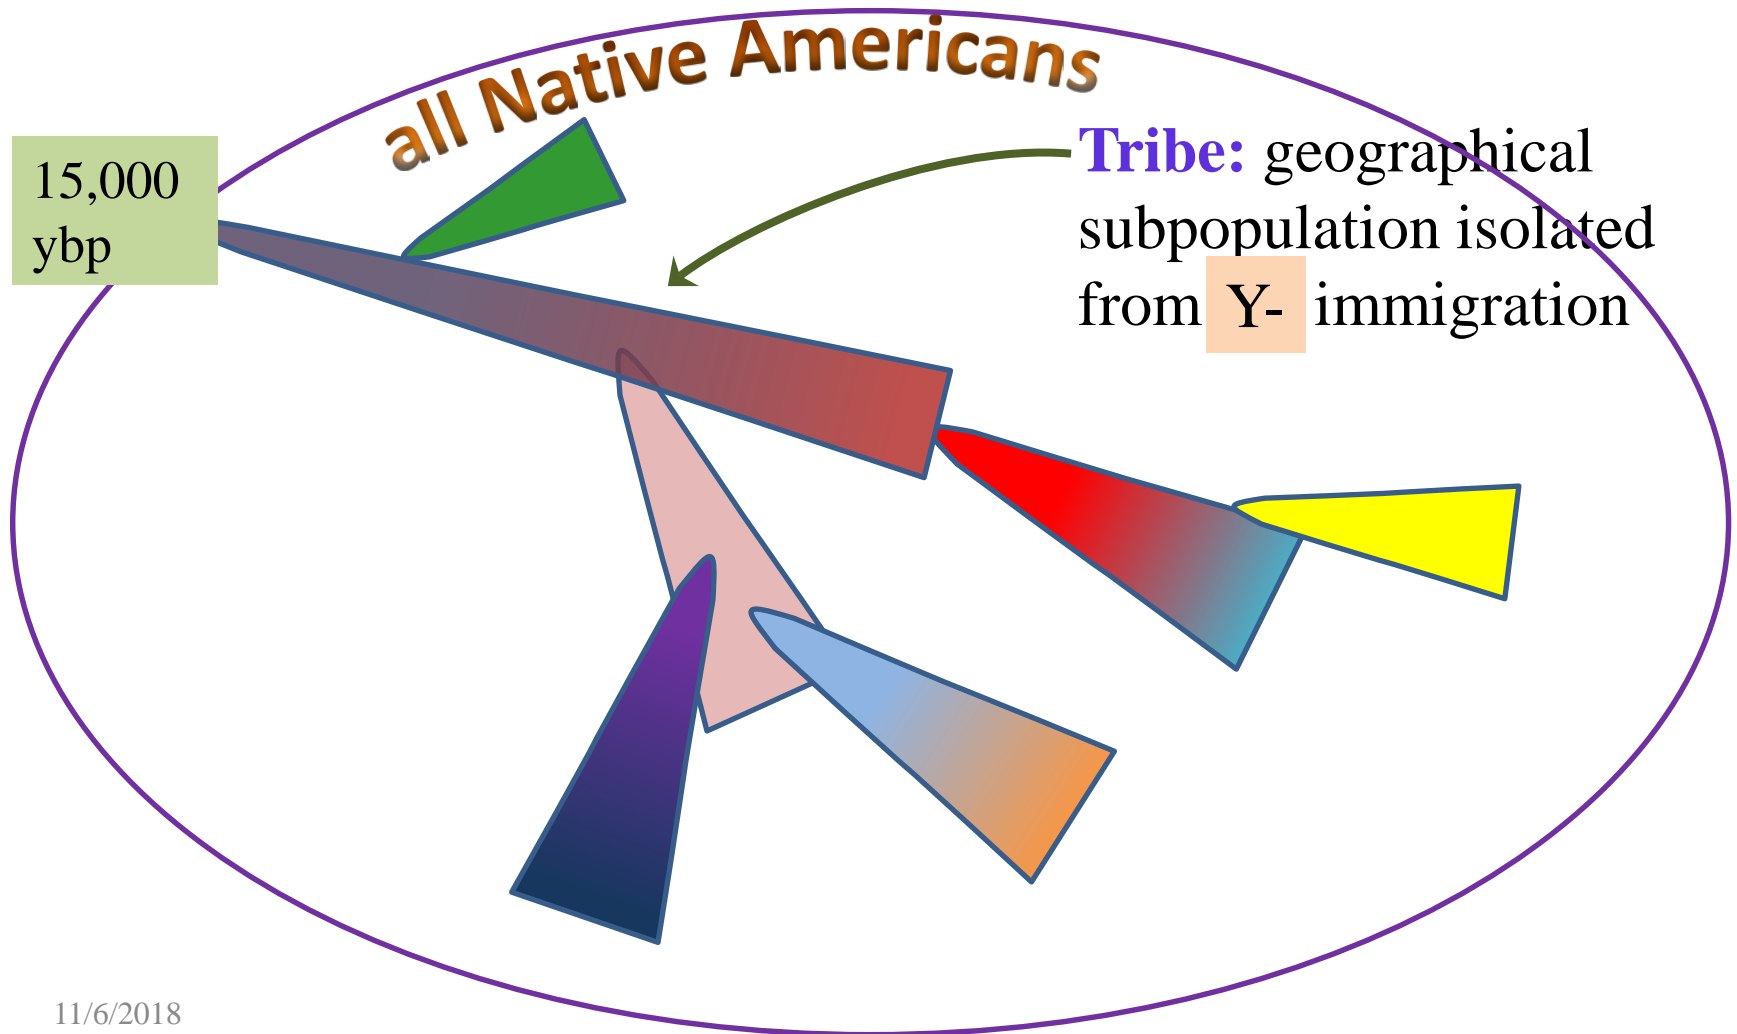 all Native Americans
15,000
ybp
Tribe: geographical
subpopulation isolated
from Y- immigration
11/6/2018